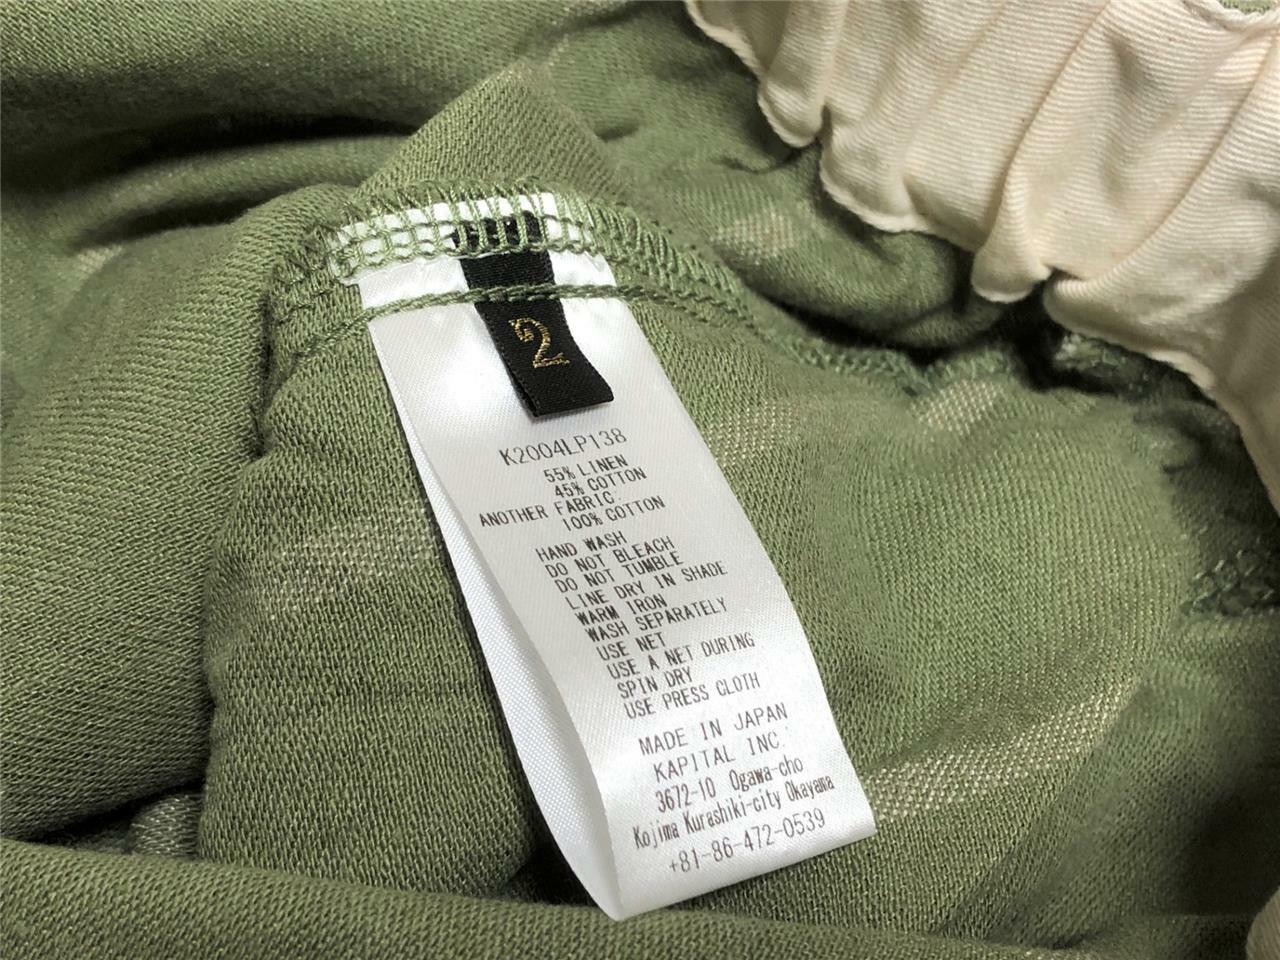 2
K2004LP138
55% LINEN
45% COTTON
ANOTHER FABRIC
100% COTTON
HAND WASH
DO NOT BLEACH
DO NOT TUMBLE
LINE DRY IN SHADE
WARM IRON
WASH SEPARATELY
USE NET
USE A NET DURING
SPIN DRY
USE PRESS CLOTH
MADE IN JAPAN
KAPITAL INC.
3672-10 Ogawa-cho
Kojima Kurashiki-city Okayama
+81-86-472-0539